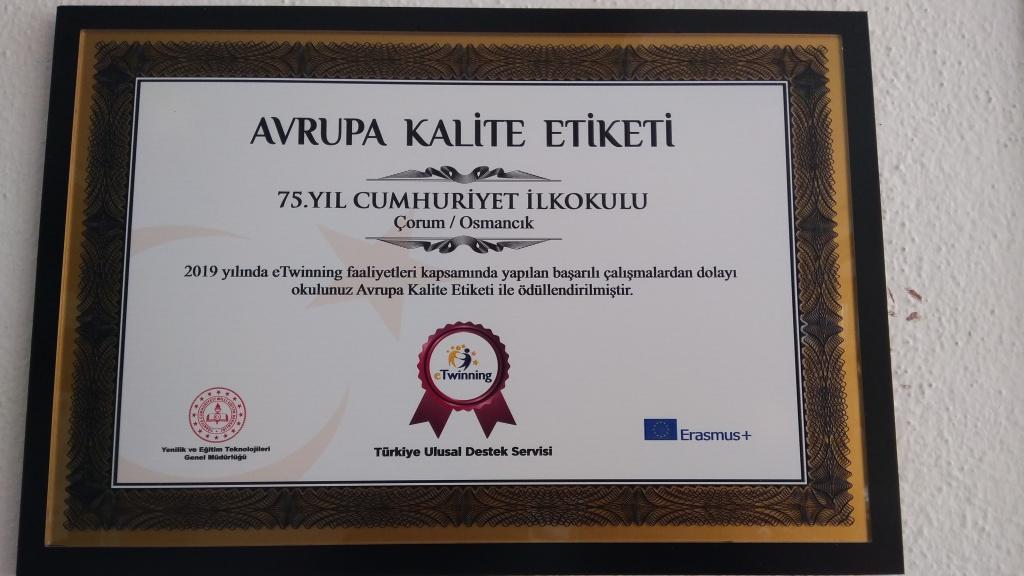 AVRUPA KALİTE ETİKETİ
75.YIL CUMHURİYET İLKOKULU
Çorum / Osmancık
2019 yılında eTwinning faaliyetleri kapsamında yapılan başarılı çalışmalardan dolayı
okulunuz Avrupa Kalite Etiketi ile ödüllendirilmiştir.
eTwinning
Yenilik ve Eğitim Teknolojileri
Genel Müdürlüğü
Türkiye Ulusal Destek Servisi
Erasmus+